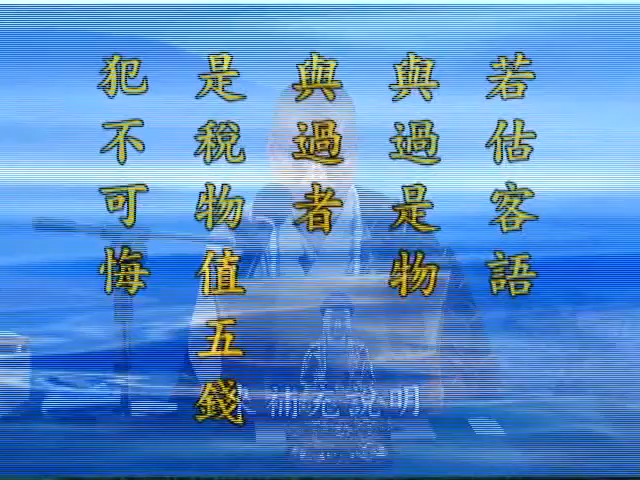 若估客語
與過是物
與過者
是稅物值五錢
犯不可悔
補充說明